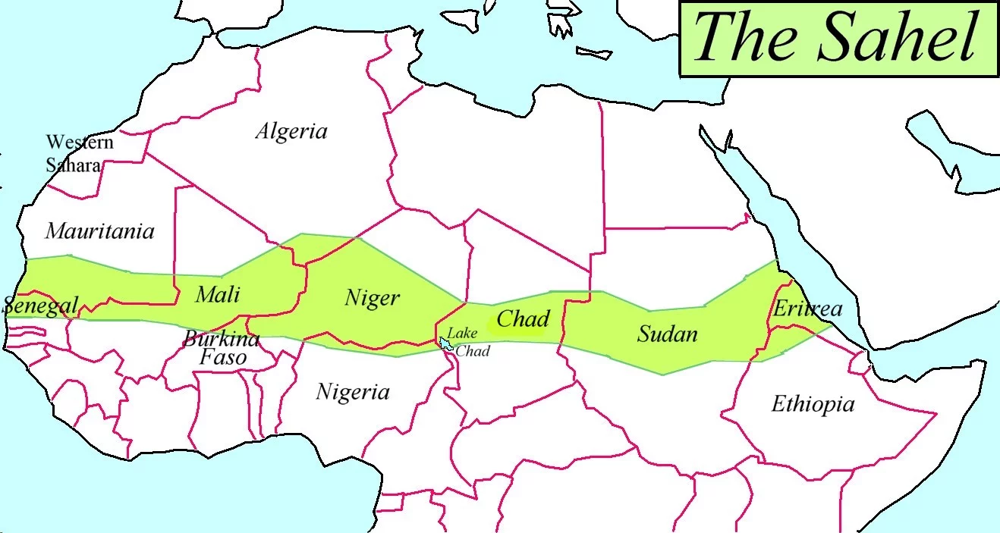 The Sahel
Algeria
Western
Sahara
Mauritania
Senegal
Mali
Niger
Chad
Sudan
Eritrea
Burkina
Faso
Lake
Chad
Nigeria
Ethiopia